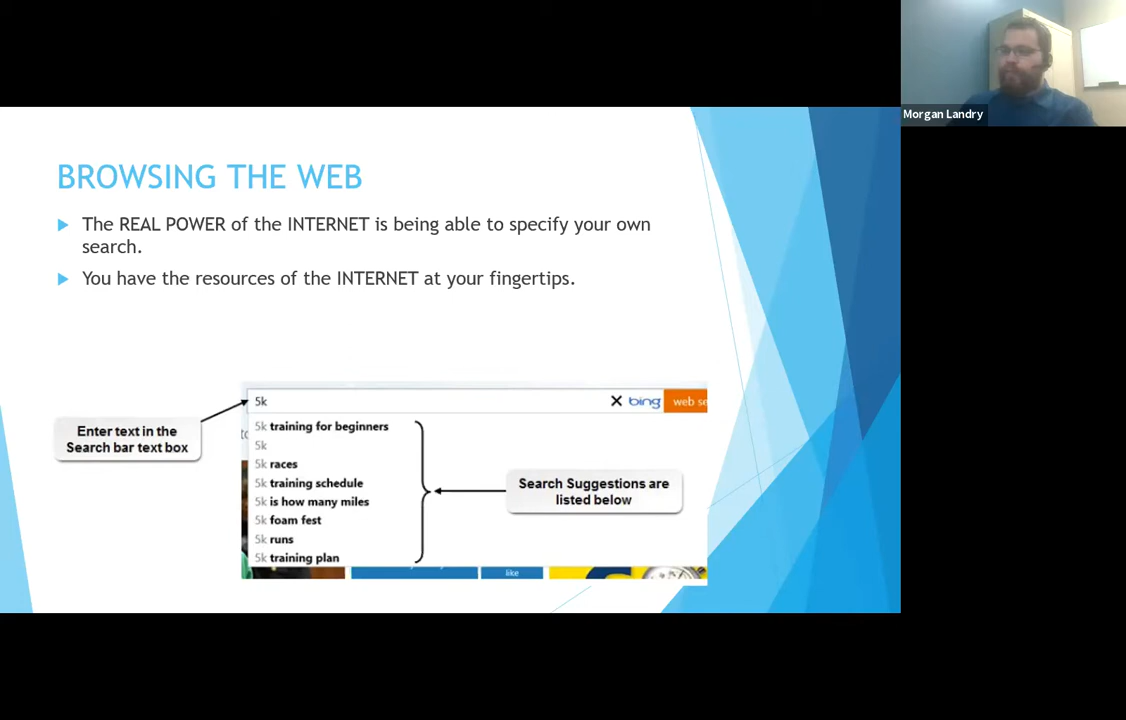 Morgan Landry
BROWSING THE WEB
The REAL POWER of the INTERNET is being able to specify your own
search.
You have the resources of the INTERNET at your fingertips.
5k
bing
web se
Enter text in the
Search bar text box
5k training for beginners
5k
5k races
5k training schedule
5k is how many miles
5k foam fest
5k runs
5k training plan
Search Suggestions are
listed below
like